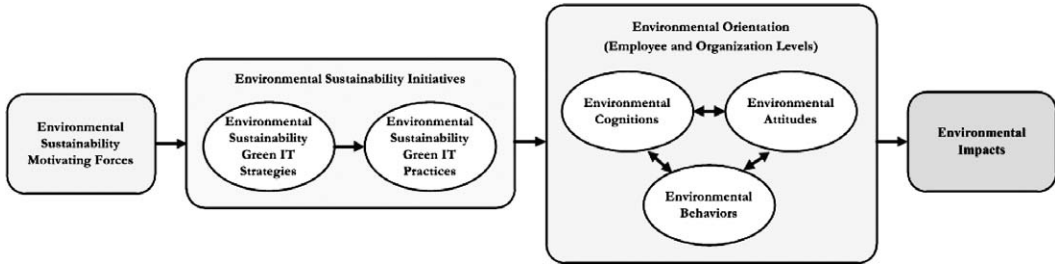 Environmental
Sustainability
Motivating Forces
Environmental Sustainability Initiatives
Environmental
Sustainability
Green IT
Strategies
Environmental
Sustainability
Green IT
Practices
Environmental Orientation
(Employee and Organization Levels)
Environmental
Cognitions
Environmental
Attitudes
Environmental
Behaviors
Environmental
Impacts